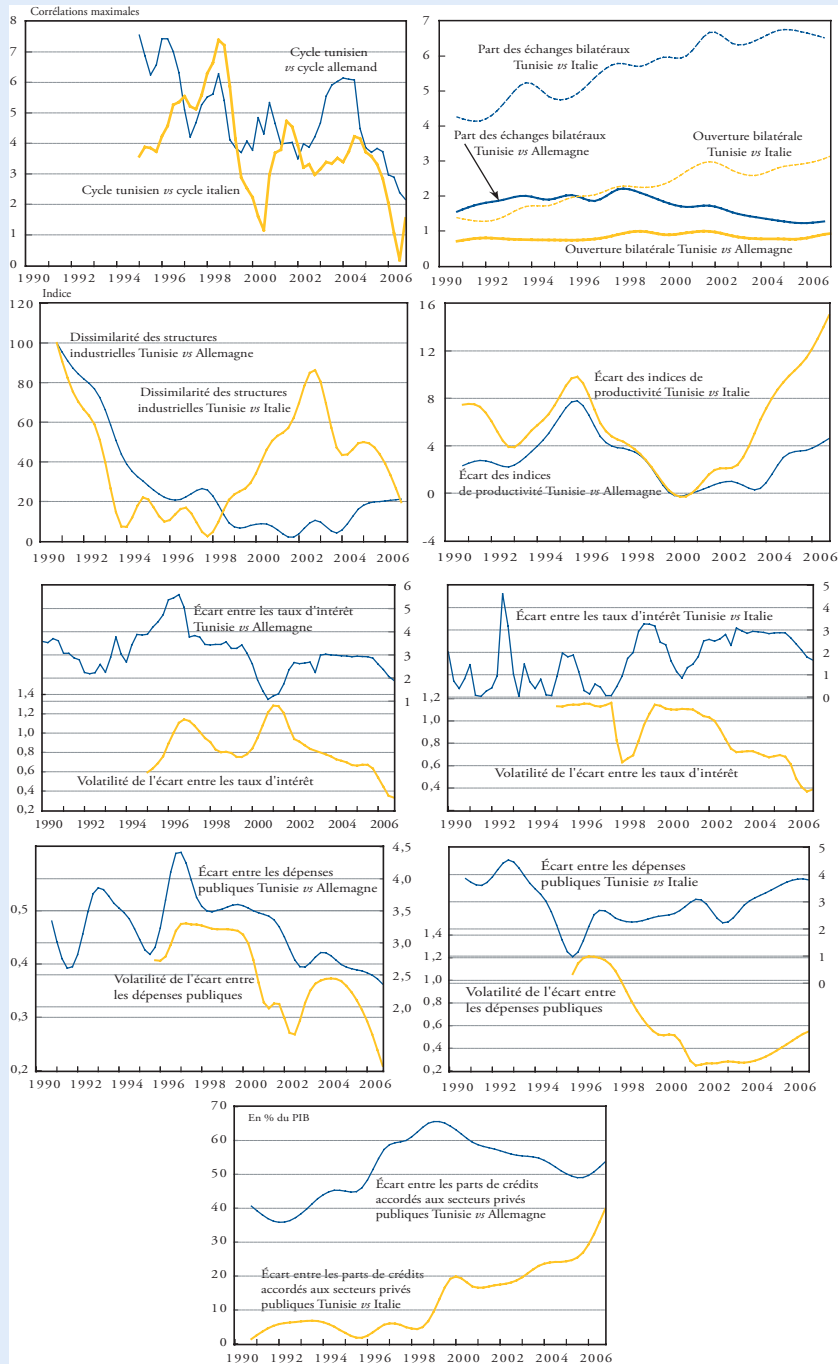 Corrélations maximales
8
7
6
5
4
3
2
1
0
Cycle tunisien
vs cycle allemand
Cycle tunisien vs cycle italien
1990 1992 1994 1996 1998 2000 2002 2004 2006
7
6
5
4
3
2
1
0
Part des échanges bilatéraux
Tunisie vs Italie
Part des échanges bilatéraux
Tunisie vs Allemagne
Ouverture bilatérale
Tunisie vs Italie
Ouverture bilatérale Tunisie vs Allemagne
1990 1992 1994 1996 1998 2000 2002 2004 2006
Indice
120
100
80
60
40
20
0
Dissimilarité des structures
industrielles Tunisie vs Allemagne
Dissimilarité des structures
industrielles Tunisie vs Italie
1990 1992 1994 1996 1998 2000 2002 2004 2006
16
12
8
4
0
-4
Écart des indices de
productivité Tunisie vs Italie
Écart des indices
de productivité Tunisie vs Allemagne
1990 1992 1994 1996 1998 2000 2002 2004 2006
6
5
4
3
2
1
Écart entre les taux d'intérêt
Tunisie vs Allemagne
1,4
1,2
1,0
0,8
0,6
0,4
0,2
Volatilité de l'écart entre les taux d'intérêt
1990 1992 1994 1996 1998 2000 2002 2004 2006
5
4
3
2
1
0
Écart entre les taux d'intérêt Tunisie vs Italie
1,2
1,0
0,8
0,6
0,4
Volatilité de l'écart entre les taux d'intérêt
1990 1992 1994 1996 1998 2000 2002 2004 2006
4,5
4,0
3,5
3,0
2,5
2,0
Écart entre les dépenses
publiques Tunisie vs Allemagne
0,5
0,4
0,3
0,2
Volatilité de l'écart entre
les dépenses publiques
1990 1992 1994 1996 1998 2000 2002 2004 2006
5
4
3
2
1
0
Écart entre les dépenses
publiques Tunisie vs Italie
1,4
1,2
1,0
0,8
0,6
0,4
0,2
Volatilité de l'écart entre
les dépenses publiques
1990 1992 1994 1996 1998 2000 2002 2004 2006
En % du PIB
70
60
50
40
30
20
10
0
Écart entre les parts de crédits
accordés aux secteurs privés
publiques Tunisie vs Allemagne
Écart entre les parts de crédits
accordés aux secteurs privés
publiques Tunisie vs Italie
1990 1992 1994 1996 1998 2000 2002 2004 2006